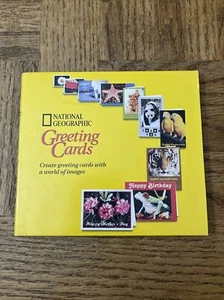 NATIONAL
GEOGRAPHIC
Greeting
Cards
Create greeting cards with
a world of images
Happy Birthday
Happy Mother's Day